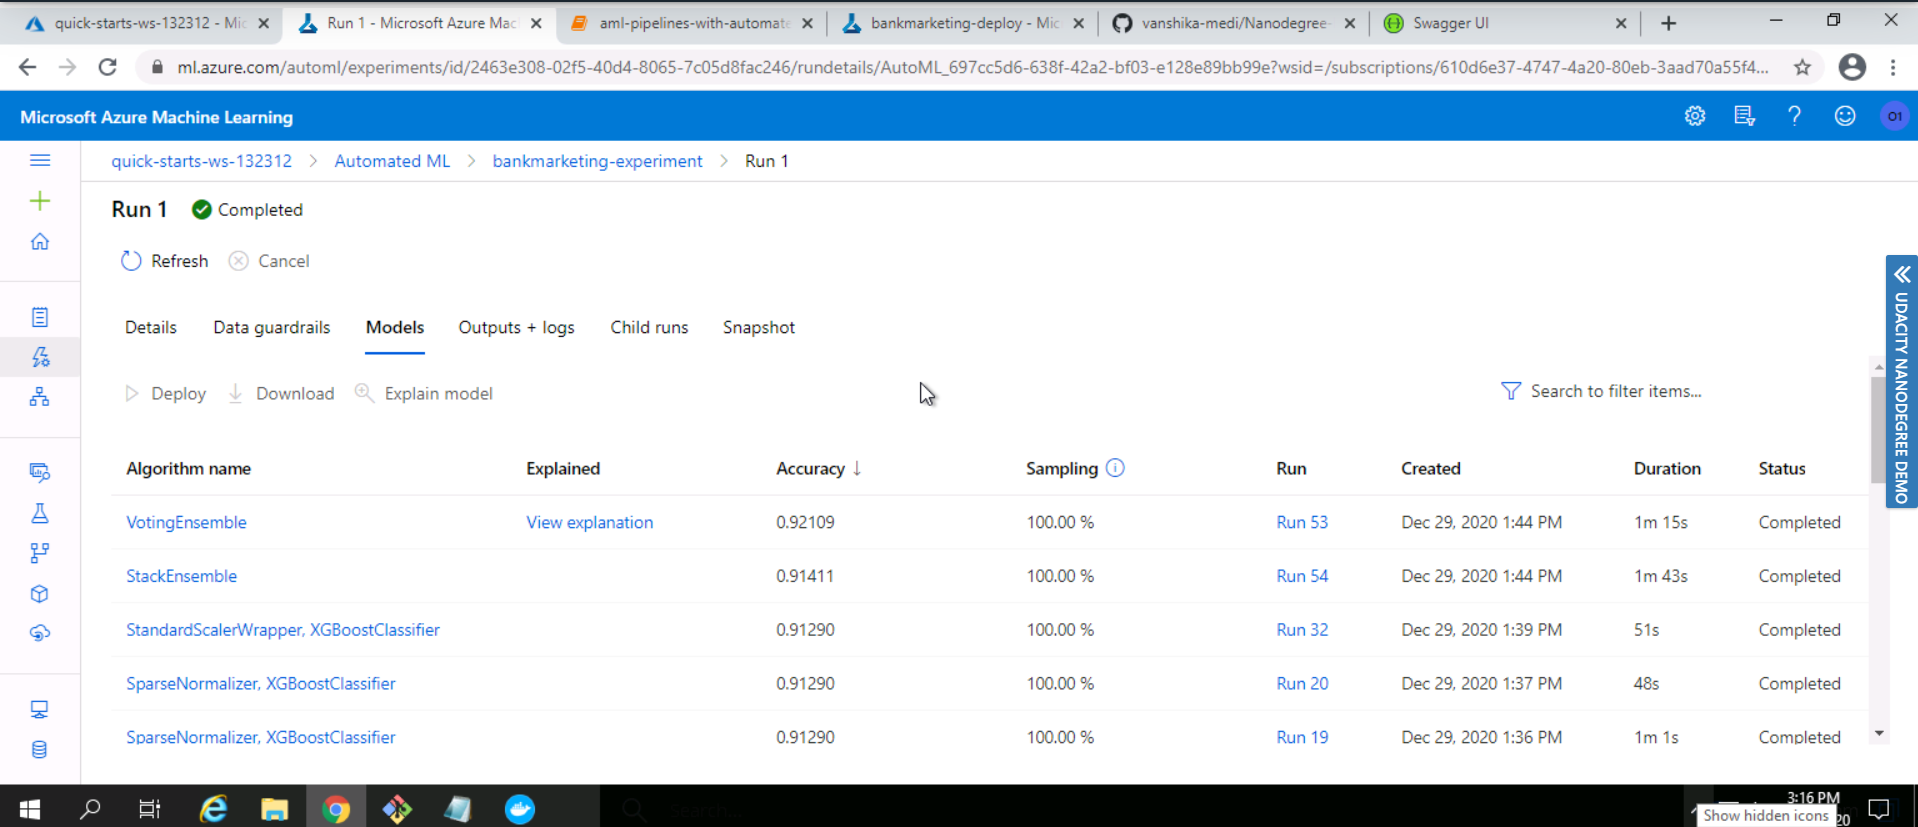 quick-starts-ws-132312 - Mic
Run 1 - Microsoft Azure Mac
aml-pipelines-with-automate
bankmarketing-deploy - Mic
vanshika-medi/Nanodegree-
Swagger UI
ml.azure.com/automl/experiments/id/2463e308-02f5-40d4-8065-7c05d8fac246/rundetails/AutoML_697cc5d6-638f-42a2-bf03-e128e89bb99e?wsid=/subscriptions/610d6e37-4747-4a20-80eb-3aad70a55f4...
Microsoft Azure Machine Learning
O1
quick-starts-ws-132312 > Automated ML > bankmarketing-experiment > Run 1
Run 1 Completed
Refresh Cancel
Details Data guardrails Models Outputs + logs Child runs Snapshot
Deploy Download Explain model Search to filter items...
UDACITY NANODEGREE DEMO
Algorithm name Explained Accuracy ↓ Sampling Run Created Duration Status
VotingEnsemble View explanation 0.92109 100.00 % Run 53 Dec 29, 2020 1:44 PM 1m 15s Completed
StackEnsemble 0.91411 100.00 % Run 54 Dec 29, 2020 1:44 PM 1m 43s Completed
StandardScalerWrapper, XGBoostClassifier 0.91290 100.00 % Run 32 Dec 29, 2020 1:39 PM 51s Completed
SparseNormalizer, XGBoostClassifier 0.91290 100.00 % Run 20 Dec 29, 2020 1:37 PM 48s Completed
SparseNormalizer, XGBoostClassifier 0.91290 100.00 % Run 19 Dec 29, 2020 1:36 PM 1m 1s Completed
3:16 PM
Show hidden icons